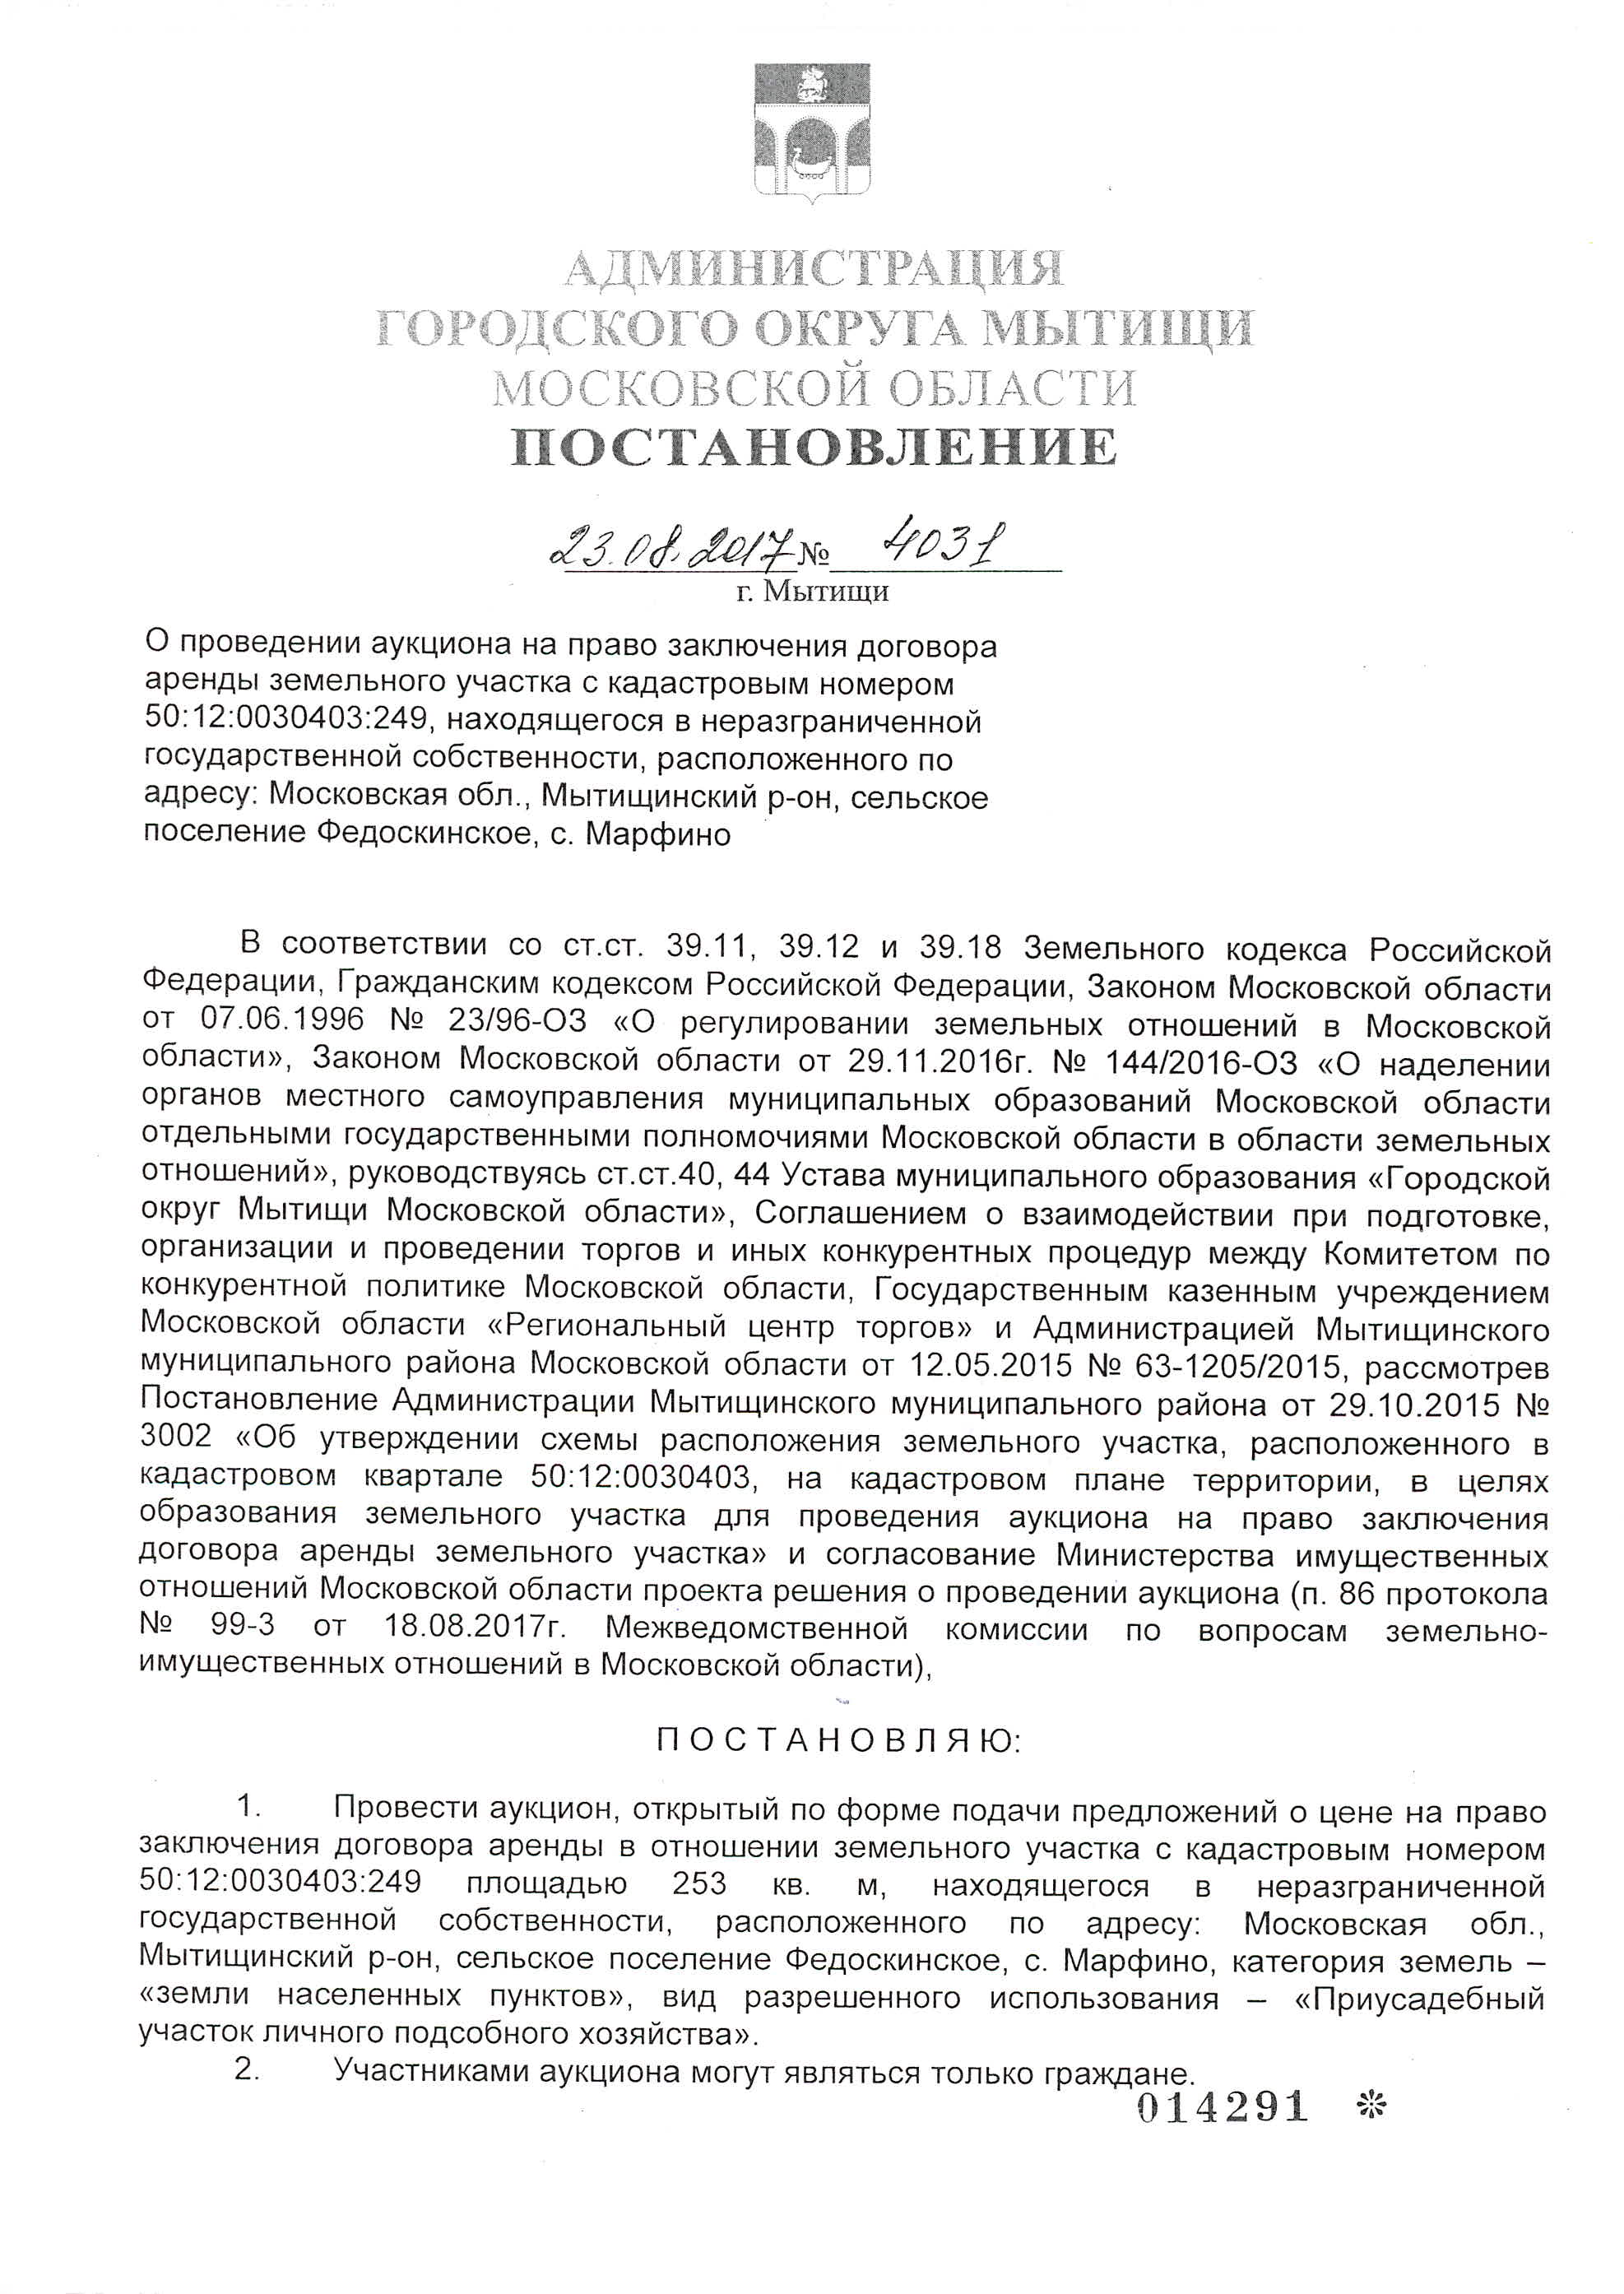 АДМИНИСТРАЦИЯ
ГОРОДСКОГО ОКРУГА МЫТИЩИ
МОСКОВСКОЙ ОБЛАСТИ
ПОСТАНОВЛЕНИЕ
23.08.2017 № 4031
г. Мытищи
О проведении аукциона на право заключения договора
аренды земельного участка с кадастровым номером
50:12:0030403:249, находящегося в неразграниченной
государственной собственности, расположенного по
адресу: Московская обл., Мытищинский р-он, сельское
поселение Федоскинское, с. Марфино
В соответствии со ст.ст. 39.11, 39.12 и 39.18 Земельного кодекса Российской
Федерации, Гражданским кодексом Российской Федерации, Законом Московской области
от 07.06.1996 № 23/96-ОЗ «О регулировании земельных отношений в Московской
области», Законом Московской области от 29.11.2016г. № 144/2016-ОЗ «О наделении
органов местного самоуправления муниципальных образований Московской области
отдельными государственными полномочиями Московской области в области земельных
отношений», руководствуясь ст.ст.40, 44 Устава муниципального образования «Городской
округ Мытищи Московской области», Соглашением о взаимодействии при подготовке,
организации и проведении торгов и иных конкурентных процедур между Комитетом по
конкурентной политике Московской области, Государственным казенным учреждением
Московской области «Региональный центр торгов» и Администрацией Мытищинского
муниципального района Московской области от 12.05.2015 № 63-1205/2015, рассмотрев
Постановление Администрации Мытищинского муниципального района от 29.10.2015 №
3002 «Об утверждении схемы расположения земельного участка, расположенного в
кадастровом квартале 50:12:0030403, на кадастровом плане территории, в целях
образования земельного участка для проведения аукциона на право заключения
договора аренды земельного участка» и согласование Министерства имущественных
отношений Московской области проекта решения о проведении аукциона (п. 86 протокола
№ 99-3 от 18.08.2017г. Межведомственной комиссии по вопросам земельно-
имущественных отношений в Московской области),
П О С Т А Н О В Л Я Ю:
1. Провести аукцион, открытый по форме подачи предложений о цене на право
заключения договора аренды в отношении земельного участка с кадастровым номером
50:12:0030403:249 площадью 253 кв. м, находящегося в неразграниченной
государственной собственности, расположенного по адресу: Московская обл.,
Мытищинский р-он, сельское поселение Федоскинское, с. Марфино, категория земель –
«земли населенных пунктов», вид разрешенного использования – «Приусадебный
участок личного подсобного хозяйства».
2. Участниками аукциона могут являться только граждане.
014291 *